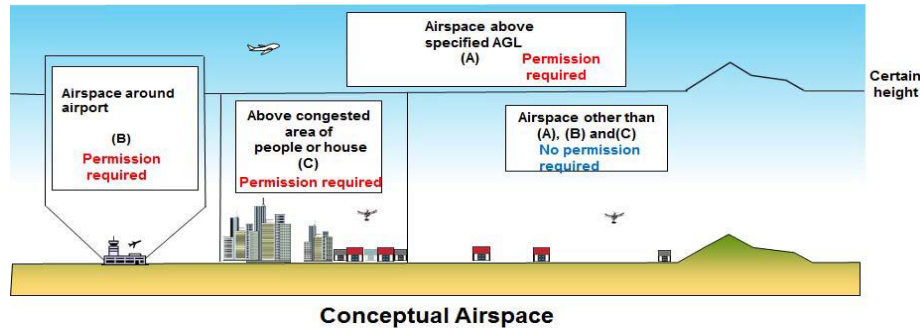 Airspace above
specified AGL
(A) Permission
required
Certain
height
Airspace around
airport
(B)
Permission
required
Above congested
area of
people or house
(C)
Permission required
Airspace other than
(A), (B) and(C)
No permission
required
Conceptual Airspace